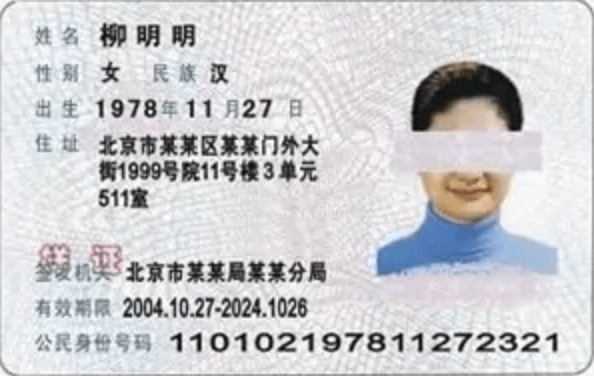 姓名 柳明明
性别 女 民族 汉
出生 1978年11月27日
住址 北京市某某区某某门外大
街1999号院11号楼3单元
511室
样证
签发机关 北京市某某局某某分局
有效期限 2004.10.27-2024.1026
公民身份号码 110102197811272321